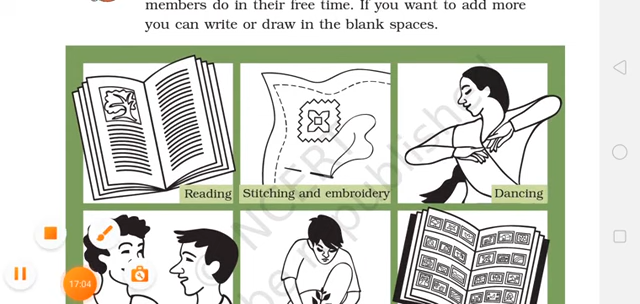 members do in their free time. If you want to add more
you can write or draw in the blank spaces.
Reading
Stitching and embroidery
Dancing
17:04